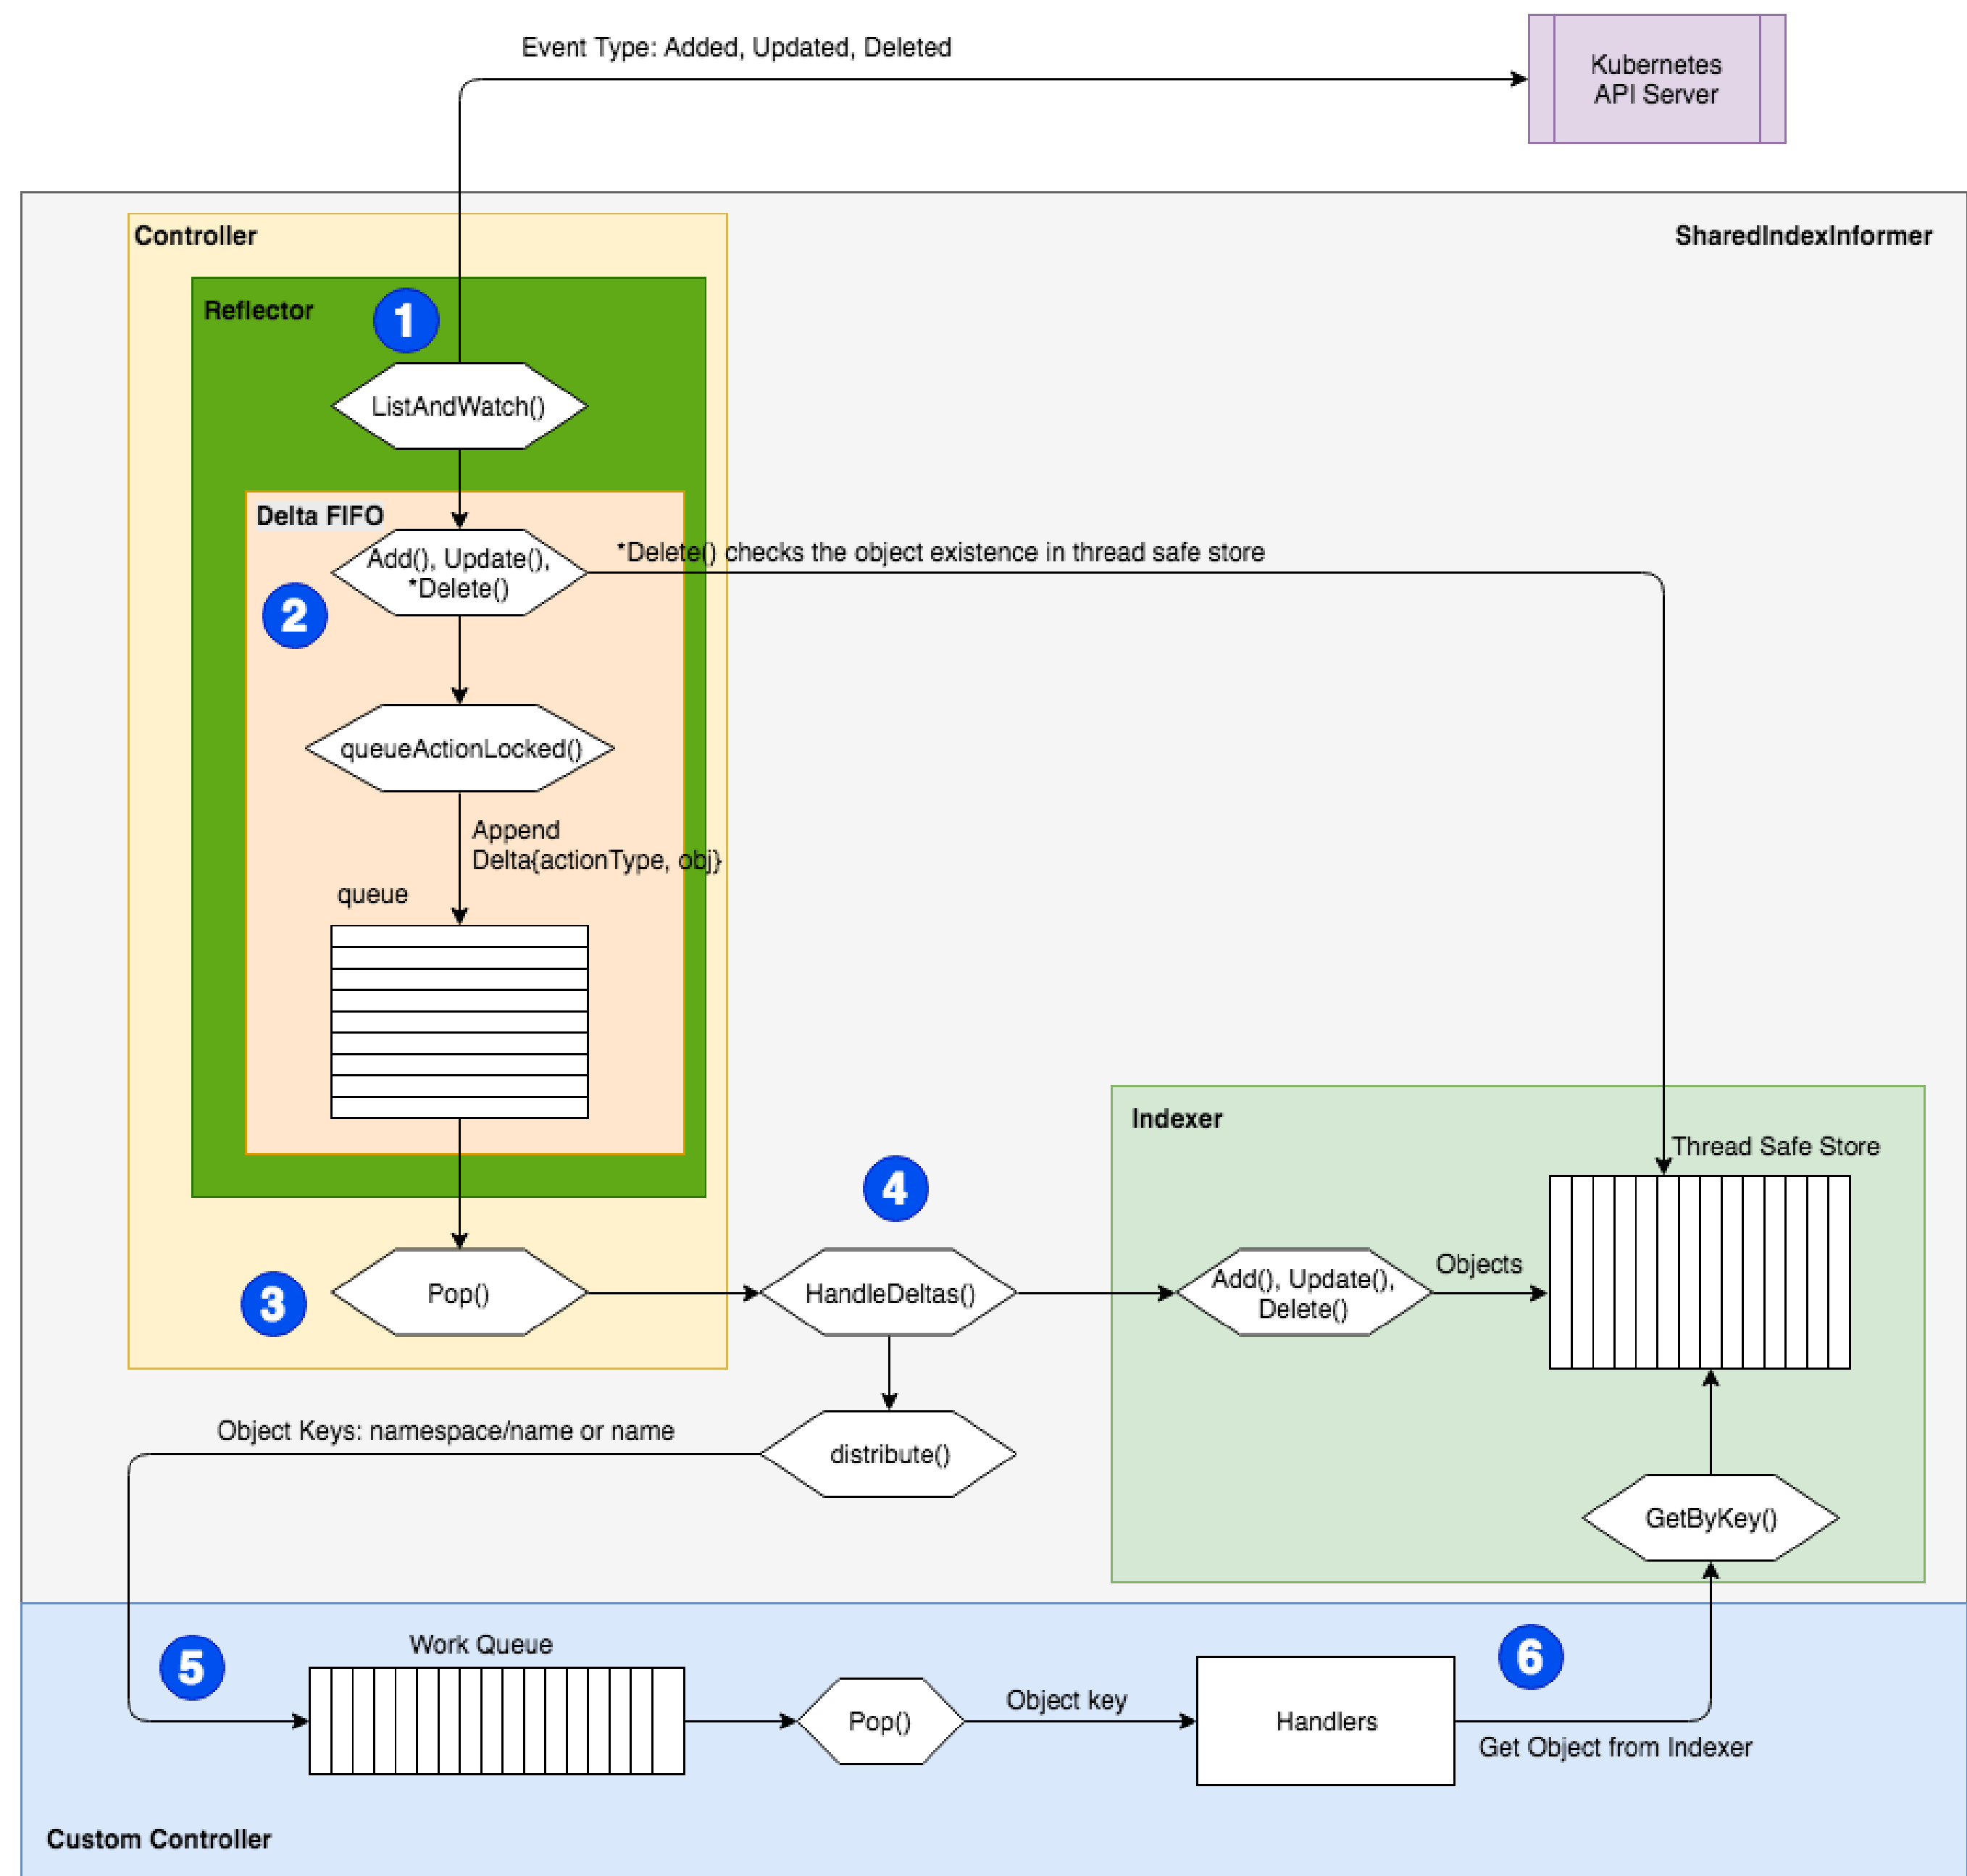 Event Type: Added, Updated, Deleted
Kubernetes
API Server
Controller
SharedIndexInformer
Reflector
1
ListAndWatch()
Delta FIFO
Add(), Update(),
*Delete()
*Delete() checks the object existence in thread safe store
2
queueActionLocked()
Append
Delta{actionType, obj}
queue
Indexer
Thread Safe Store
4
3
Pop()
HandleDeltas()
Add(), Update(),
Delete()
Objects
Object Keys: namespace/name or name
distribute()
GetByKey()
5
Work Queue
6
Pop()
Object key
Handlers
Get Object from Indexer
Custom Controller